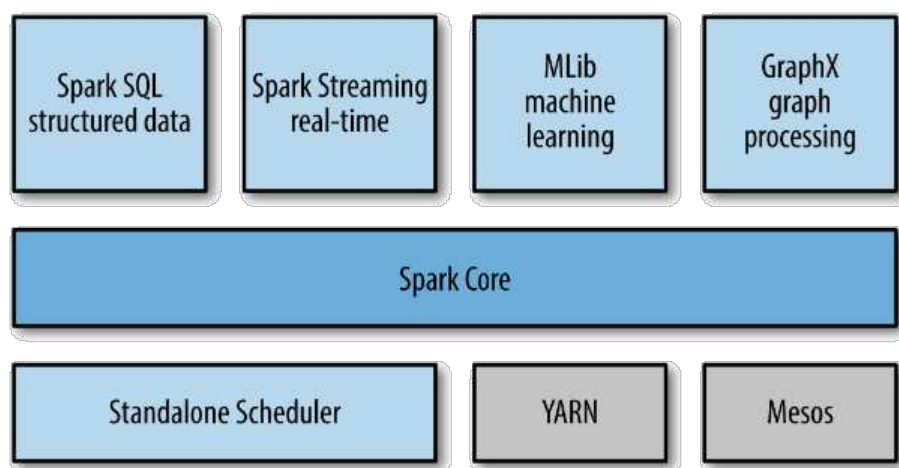 Spark SQL
structured data
Spark Streaming
real-time
MLib
machine
learning
GraphX
graph
processing
Spark Core
Standalone Scheduler
YARN
Mesos